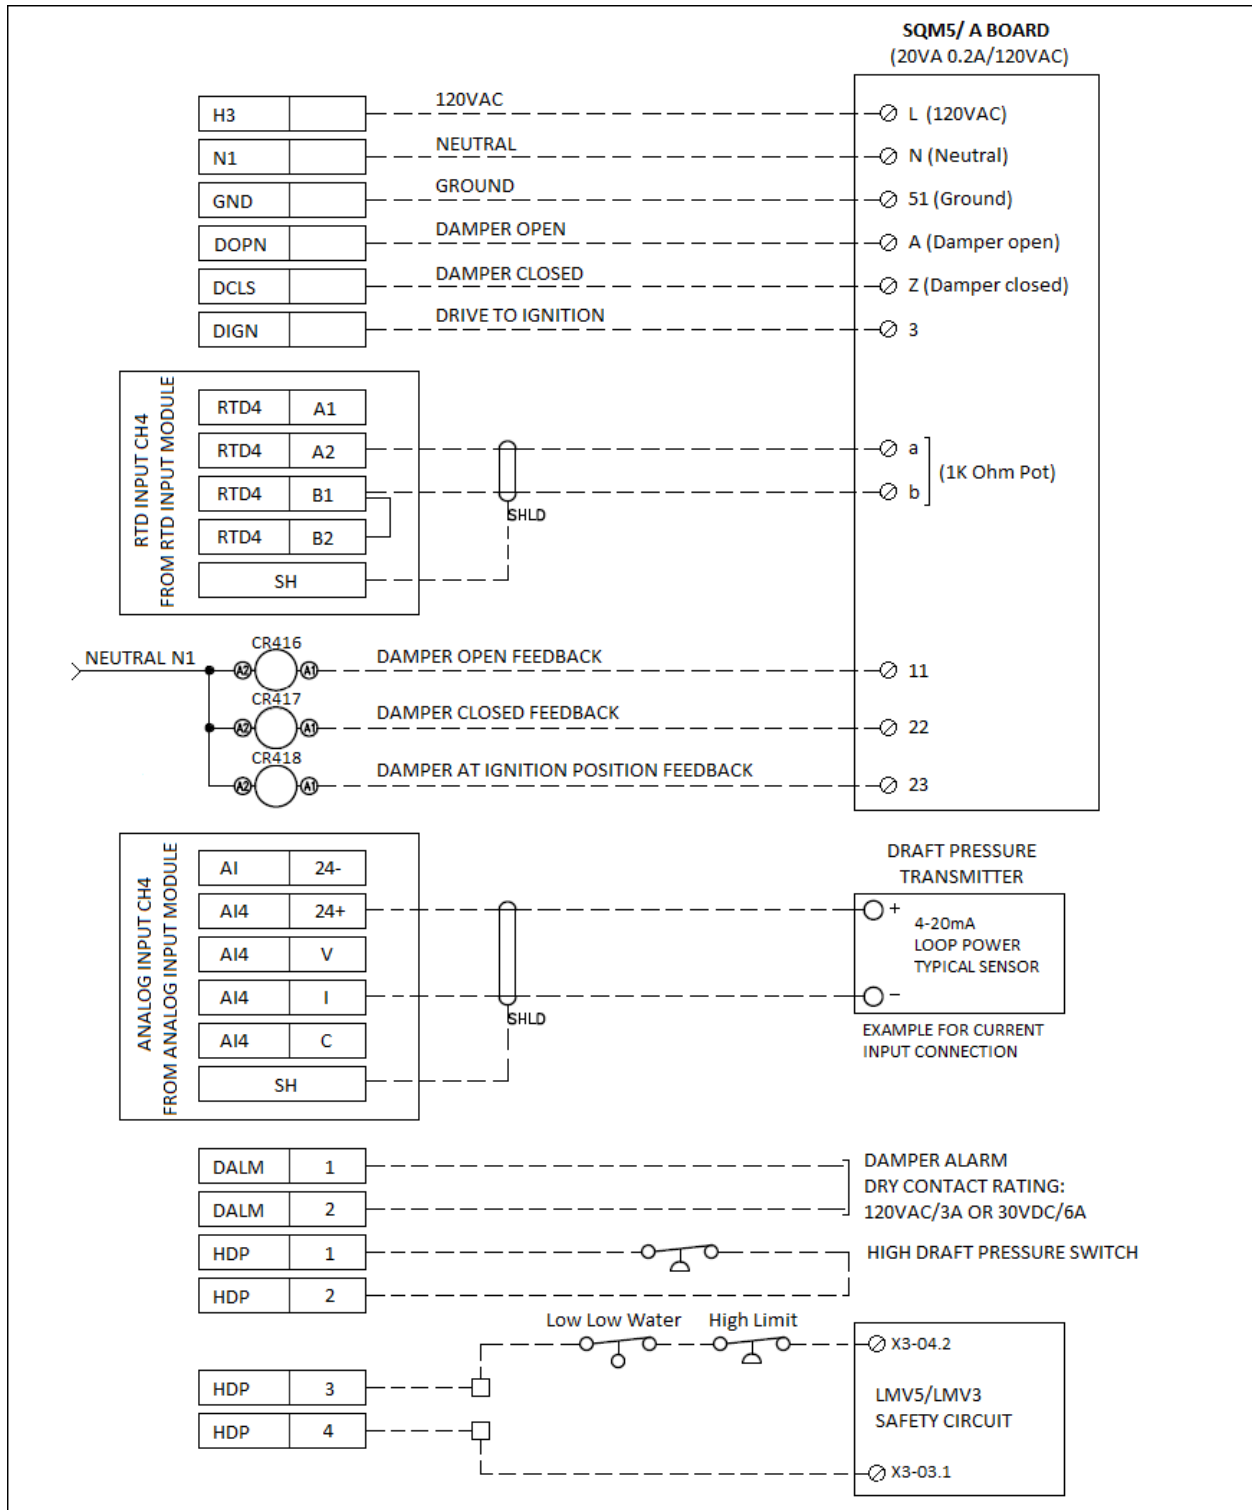 SQM5/ A BOARD
(20VA 0.2A/120VAC)
H3
120VAC
L (120VAC)
N1
NEUTRAL
N (Neutral)
GND
GROUND
51 (Ground)
DOPN
DAMPER OPEN
A (Damper open)
DCLS
DAMPER CLOSED
Z (Damper closed)
DIGN
DRIVE TO IGNITION
3
RTD INPUT CH4
FROM RTD INPUT MODULE
RTD4 A1
RTD4 A2
a
RTD4 B1
b
(1K Ohm Pot)
RTD4 B2
SHLD
SH
NEUTRAL N1
CR416
A2 A1
DAMPER OPEN FEEDBACK
11
CR417
A2 A1
DAMPER CLOSED FEEDBACK
22
CR418
A2 A1
DAMPER AT IGNITION POSITION FEEDBACK
23
ANALOG INPUT CH4
FROM ANALOG INPUT MODULE
AI 24-
AI4 24+
AI4 V
AI4 I
AI4 C
SH
SHLD
DRAFT PRESSURE
TRANSMITTER
+
4-20mA
LOOP POWER
TYPICAL SENSOR
−
EXAMPLE FOR CURRENT
INPUT CONNECTION
DALM 1
DALM 2
DAMPER ALARM
DRY CONTACT RATING:
120VAC/3A OR 30VDC/6A
HDP 1
HIGH DRAFT PRESSURE SWITCH
HDP 2
Low Low Water
High Limit
X3-04.2
HDP 3
LMV5/LMV3
SAFETY CIRCUIT
HDP 4
X3-03.1